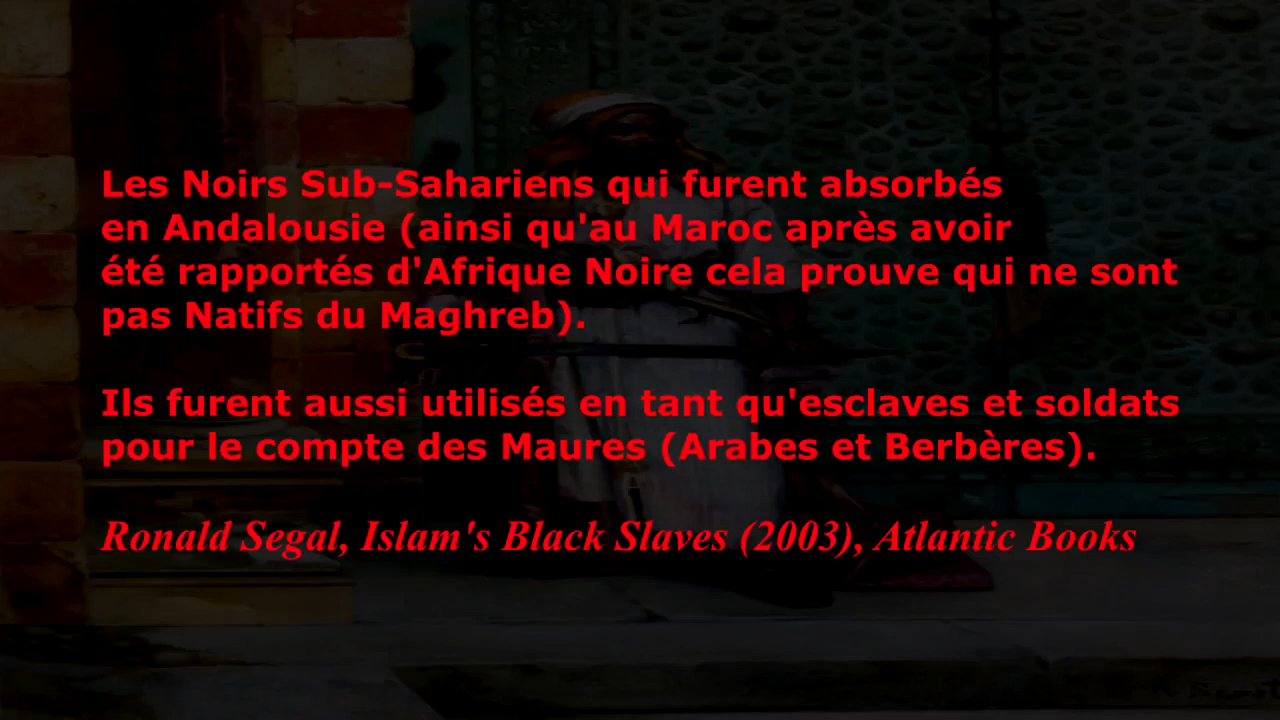 Les Noirs Sub-Sahariens qui furent absorbés
en Andalousie (ainsi qu'au Maroc après avoir
été rapportés d'Afrique Noire cela prouve qui ne sont
pas Natifs du Maghreb).
Ils furent aussi utilisés en tant qu'esclaves et soldats
pour le compte des Maures (Arabes et Berbères).
Ronald Segal, Islam's Black Slaves (2003), Atlantic Books